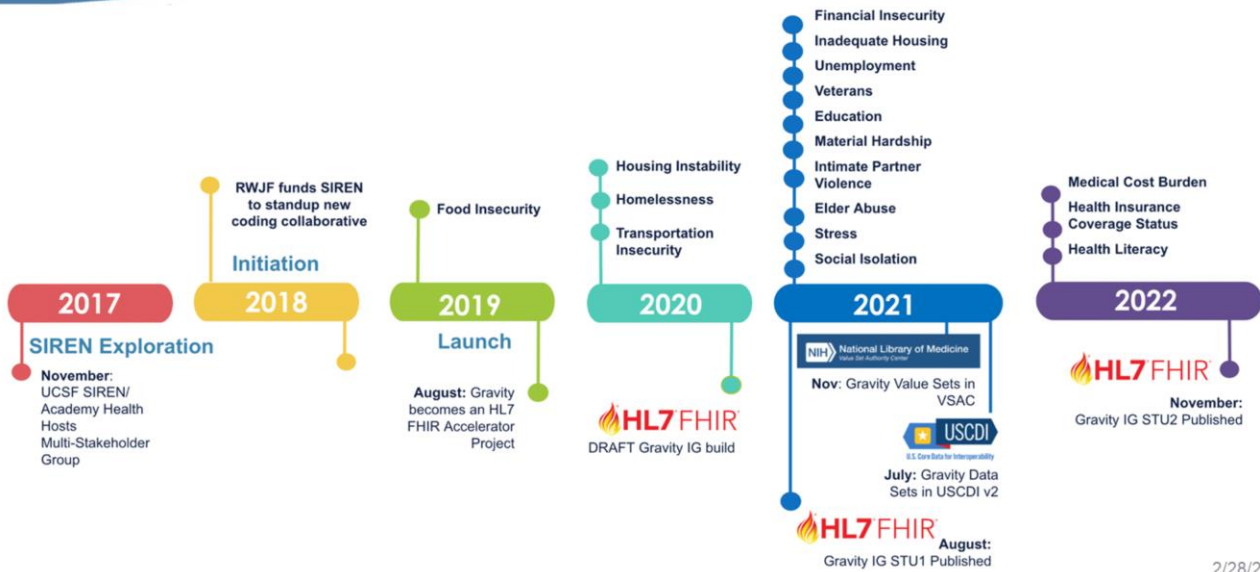 Financial Insecurity
Inadequate Housing
Unemployment
Veterans
Education
Material Hardship
Intimate Partner
Violence
Elder Abuse
Stress
Social Isolation
RWJF funds SIREN
to standup new
coding collaborative
Food Insecurity
Housing Instability
Homelessness
Transportation
Insecurity
Medical Cost Burden
Health Insurance
Coverage Status
Health Literacy
Initiation
2017
2018
2019
2020
2021
2022
SIREN Exploration
November:
UCSF SIREN/
Academy Health
Hosts
Multi-Stakeholder
Group
Launch
August: Gravity
becomes an HL7
FHIR Accelerator
Project
HL7 FHIR
DRAFT Gravity IG build
NIH National Library of Medicine
Value Set Authority Center
Nov: Gravity Value Sets in
VSAC
USCDI
U.S. Core Data for Interoperability
July: Gravity Data
Sets in USCDI v2
HL7 FHIR
August:
Gravity IG STU1 Published
HL7 FHIR
November:
Gravity IG STU2 Published
2/28/2